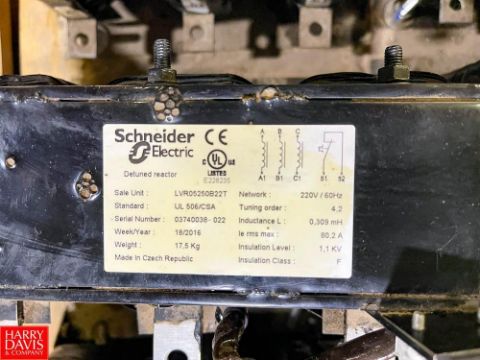 Schneider
Electric
CE
C UL US
LISTED
E226235
Detuned reactor
A B C
A1 B1 C1 S1 S2
Sale Unit : LVR05250B22T
Standard : UL 506/CSA
Serial Number : 03740038- 022
Week/Year : 18/2016
Weight : 17,5 Kg
Made in Czech Republic
Network : 220V / 60Hz
Tuning order : 4,2
Inductance L : 0,309 mH
Ie rms max : 80,2 A
Insulation Level : 1,1 KV
Insulation Class : F
HARRY
DAVIS
& COMPANY